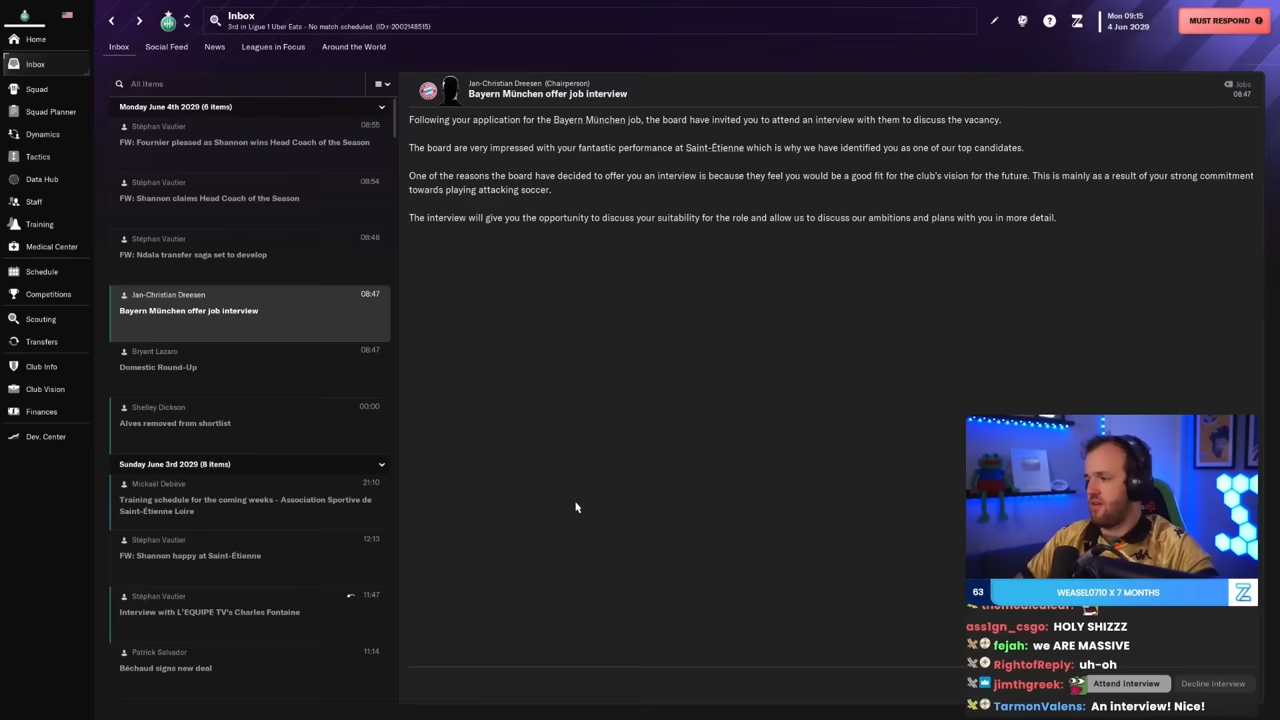 Inbox
3rd in Ligue 1 Uber Eats - No match scheduled. (ID:r-2002148515)
Mon 09:15
4 Jun 2029
MUST RESPOND
Home
Inbox
Squad
Squad Planner
Dynamics
Tactics
Data Hub
Staff
Training
Medical Center
Schedule
Competitions
Scouting
Transfers
Club Info
Club Vision
Finances
Dev. Center
Inbox
Social Feed
News
Leagues in Focus
Around the World
All Items
Monday June 4th 2029 (6 items)
Stéphan Vautier 08:55
FW: Fournier pleased as Shannon wins Head Coach of the Season
Stéphan Vautier 08:54
FW: Shannon claims Head Coach of the Season
Stéphan Vautier 08:48
FW: Ndala transfer saga set to develop
Jan-Christian Dreesen 08:47
Bayern München offer job interview
Bryant Lazaro 08:47
Domestic Round-Up
Shelley Dickson 00:00
Alves removed from shortlist
Sunday June 3rd 2029 (8 items)
Mickaël Debève 21:10
Training schedule for the coming weeks - Association Sportive de
Saint-Étienne Loire
Stéphan Vautier 12:13
FW: Shannon happy at Saint-Étienne
Stéphan Vautier 11:47
Interview with L'EQUIPE TV's Charles Fontaine
Patrick Salvador 11:14
Béchaud signs new deal
Jan-Christian Dreesen (Chairperson)
Bayern München offer job interview
Jobs
08:47
Following your application for the Bayern München job, the board have invited you to attend an interview with them to discuss the vacancy.
The board are very impressed with your fantastic performance at Saint-Étienne which is why we have identified you as one of our top candidates.
One of the reasons the board have decided to offer you an interview is because they feel you would be a good fit for the club's vision for the future. This is mainly as a result of your strong commitment
towards playing attacking soccer.
The interview will give you the opportunity to discuss your suitability for the role and allow us to discuss our ambitions and plans with you in more detail.
63 WEASEL0710 X 7 MONTHS
ass1gn_csgo: HOLY SHIZZZ
fejah: we ARE MASSIVE
RightofReply: uh-oh
jimthgreek:
Attend Interview
Decline Interview
TarmonValens: An interview! Nice!